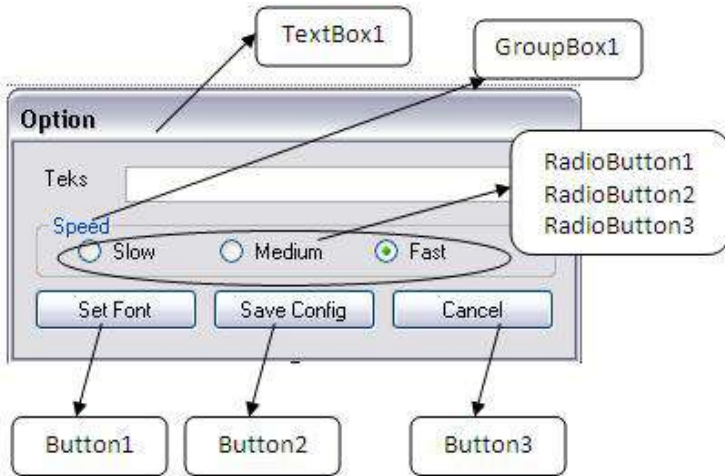 TextBox1
GroupBox1
Option
RadioButton1
RadioButton2
RadioButton3
Teks
Speed
Slow Medium Fast
Set Font Save Config Cancel
Button1 Button2 Button3